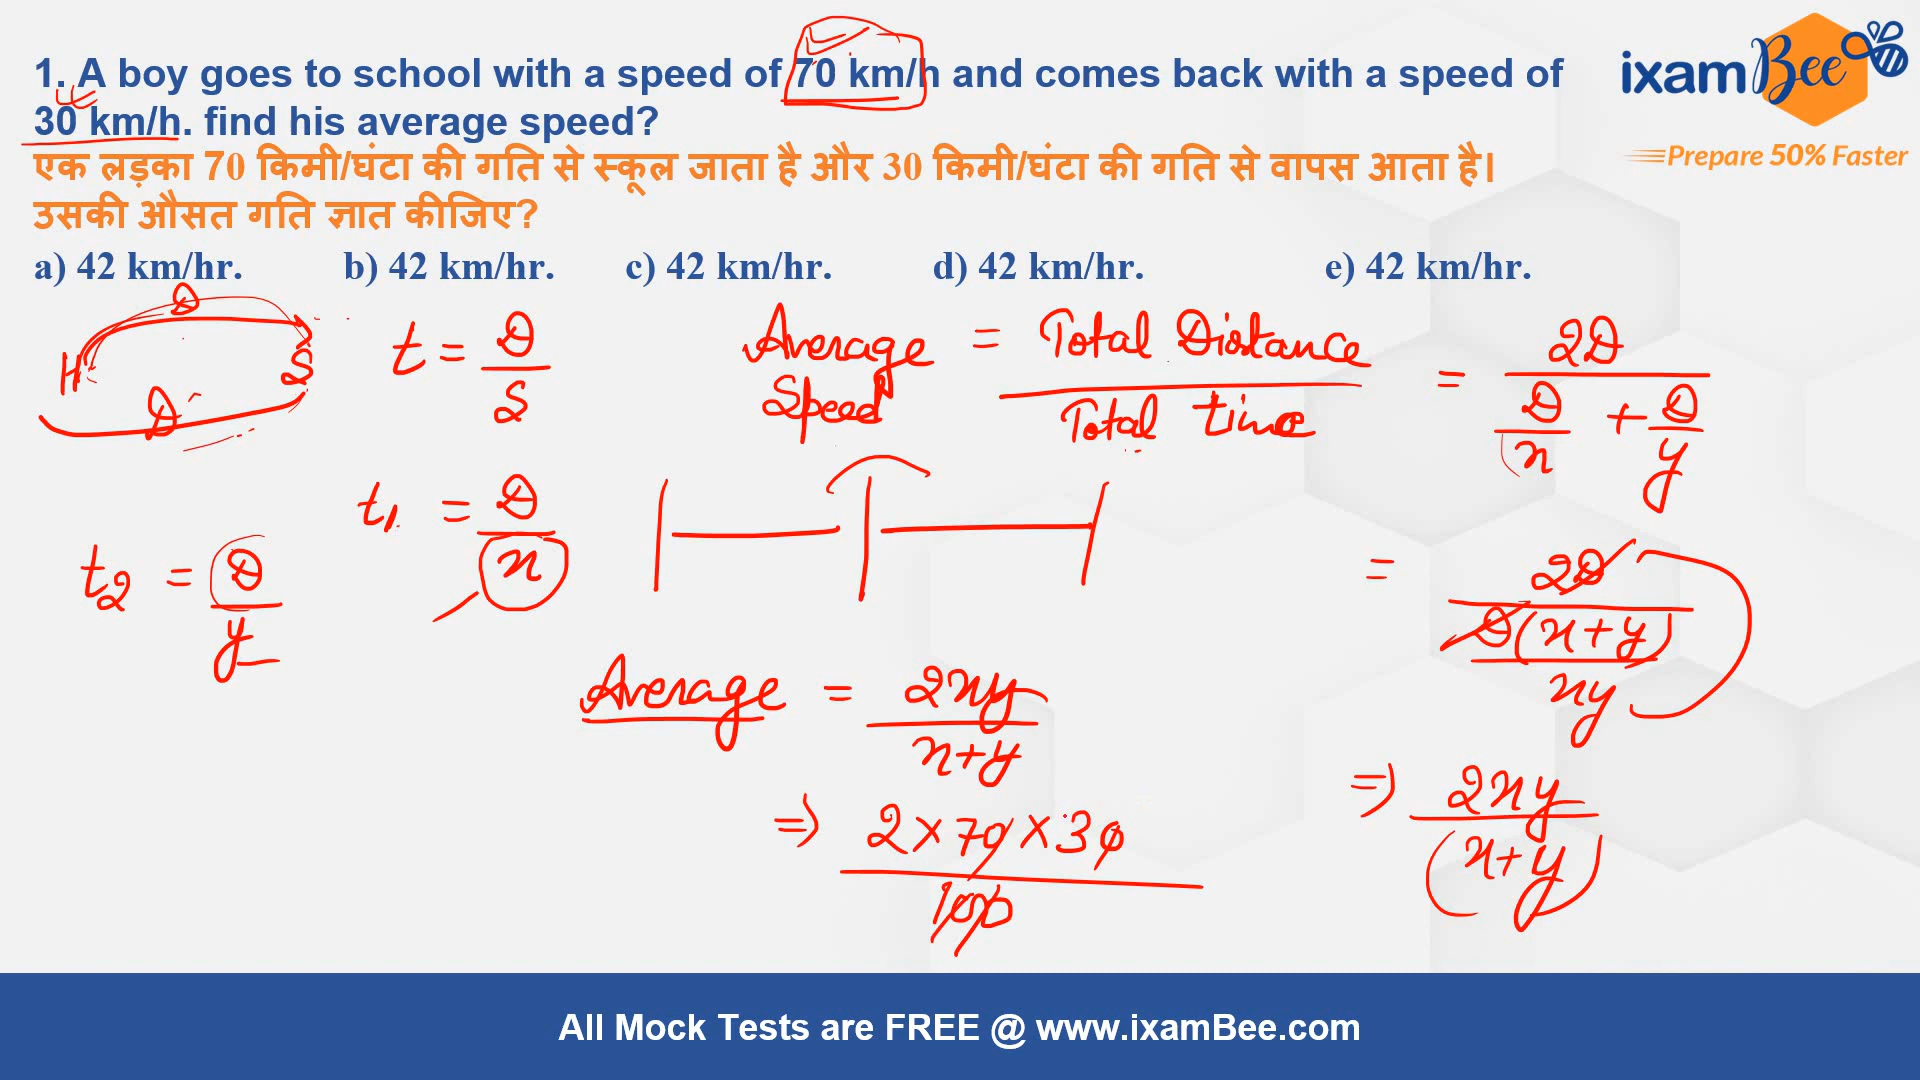 1. A boy goes to school with a speed of 70 km/h and comes back with a speed of
30 km/h. find his average speed?
एक लड़का 70 किमी/घंटा की गति से स्कूल जाता है और 30 किमी/घंटा की गति से वापस आता है।
उसकी औसत गति ज्ञात कीजिए?
a) 42 km/hr. b) 42 km/hr. c) 42 km/hr. d) 42 km/hr. e) 42 km/hr.
ixamBee
Prepare 50% Faster
D
H S
D
t = D/S
Average Speed = Total Distance / Total time = 2D / (D/x + D/y)
t1 = D/x
t2 = D/y
= 2D / (D(x+y)/xy)
Average = 2xy / x+y
⇒ 2xy / (x+y)
⇒ 2×70×30 / 100
All Mock Tests are FREE @ www.ixamBee.com